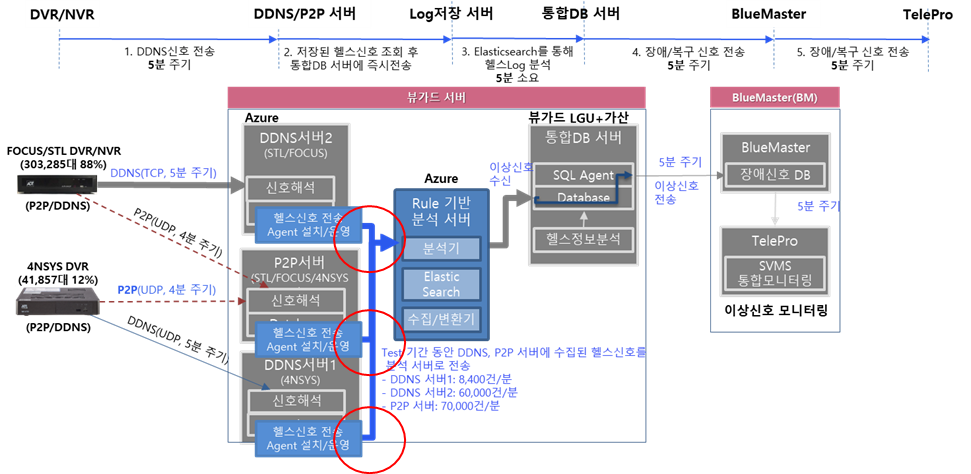 DVR/NVR
DDNS/P2P 서버
Log저장 서버
통합DB 서버
BlueMaster
TelePro
1. DDNS신호 전송
5분 주기
2. 저장된 헬스신호 조회 후
통합DB 서버에 즉시전송
3. Elasticsearch를 통해
헬스Log 분석
5분 소요
4. 장애/복구 신호 전송
5분 주기
5. 장애/복구 신호 전송
5분 주기
뷰가드 서버
BlueMaster(BM)
Azure
DDNS서버2
(STL/FOCUS)
신호해석
헬스신호 전송
Agent 설치/운영
FOCUS/STL DVR/NVR
(303,285대 88%)
(P2P/DDNS)
DDNS(TCP, 5분 주기)
P2P(UDP, 4분 주기)
P2P서버
(STL/FOCUS/4NSYS
신호해석
헬스신호 전송
Agent 설치/운영
4NSYS DVR
(41,857대 12%)
(P2P/DDNS)
P2P(UDP, 4분 주기)
DDNS(UDP, 5분 주기)
DDNS서버1
(4NSYS)
신호해석
헬스신호 전송
Agent 설치/운영
Azure
Rule 기반
분석 서버
분석기
Elastic
Search
수집/변환기
Test 기간 동안 DDNS, P2P 서버에 수집된 헬스신호를
분석 서버로 전송
- DDNS 서버1: 8,400건/분
- DDNS 서버2: 60,000건/분
- P2P 서버: 70,000건/분
이상신호
수신
뷰가드 LGU+가산
통합DB 서버
SQL Agent
Database
헬스정보분석
5분 주기
이상신호
전송
BlueMaster
장애신호 DB
5분 주기
TelePro
SVMS
통합모니터링
이상신호 모니터링